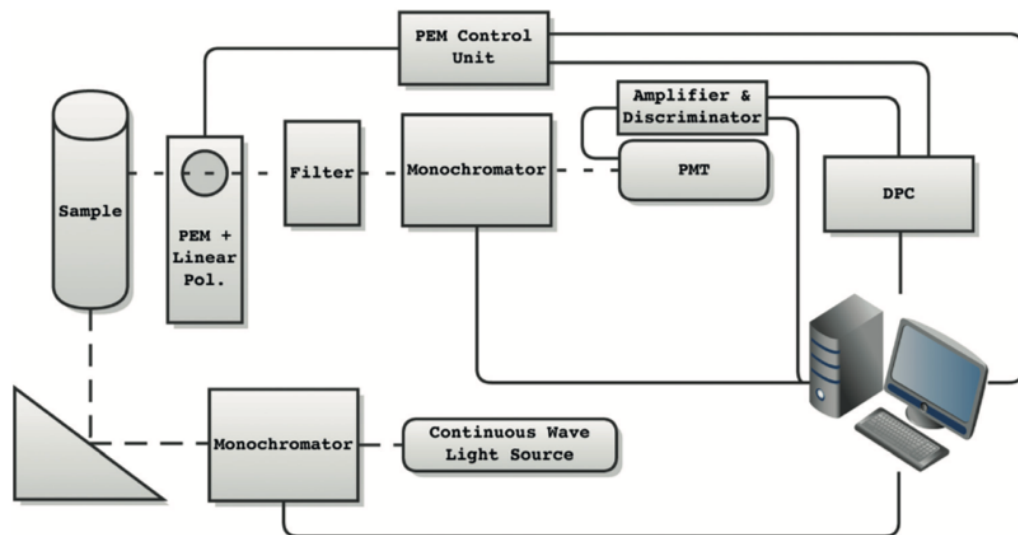 PEM Control
Unit
Amplifier &
Discriminator
Sample
PEM +
Linear
Pol.
Filter
Monochromator
PMT
DPC
Monochromator
Continuous Wave
Light Source